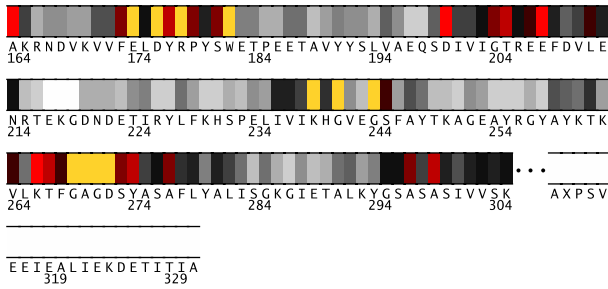 AKRNDVKVVFELDYRPYSWETPEETAVYYSLVAEQSDIVIGTREEFDVLE
164 174 184 194 204
NRTEKGDNDETIRYLFKHSPELIVIKHGVEGSFAYTKAGEAYRGYAYKTK
214 224 234 244 254
VLKTFGAGDSYASAFLYALISGKGIETALKYGSASASIVVSK ... AXPSV
264 274 284 294 304
EEIEALIEKDETITIA
319 329